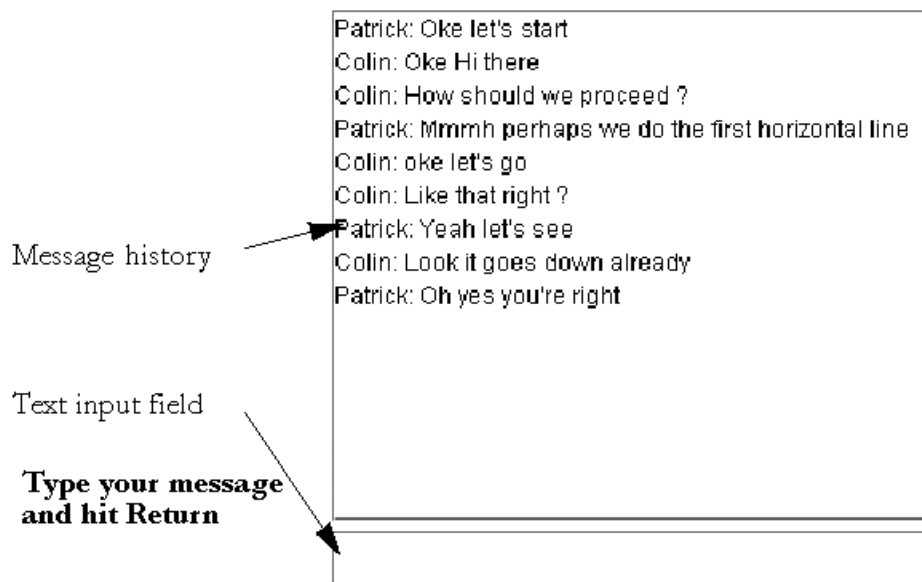 Patrick: Oke let's start
Colin: Oke Hi there
Colin: How should we proceed ?
Patrick: Mmmh perhaps we do the first horizontal line
Colin: oke let's go
Colin: Like that right ?
Patrick: Yeah let's see
Colin: Look it goes down already
Patrick: Oh yes you're right
Message history
Text input field
Type your message
and hit Return